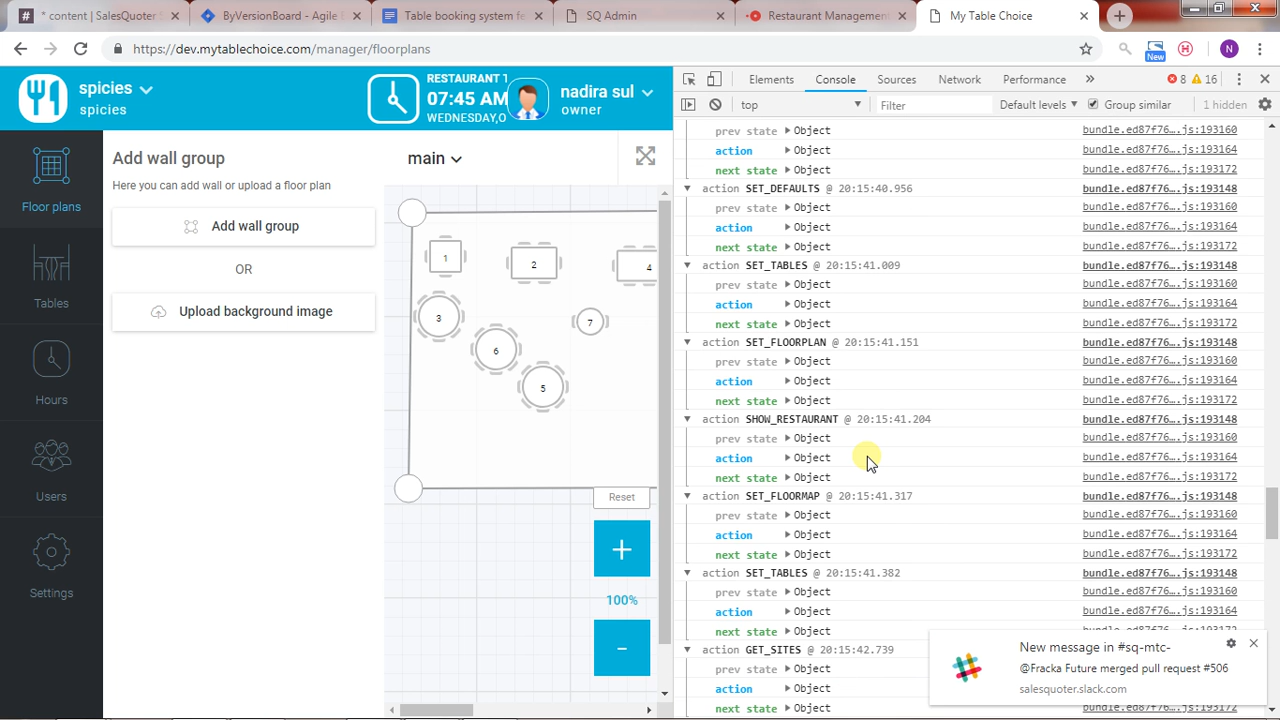 * content | SalesQuoter S
ByVersionBoard - Agile B
Table booking system fe
SQ Admin
Restaurant Management
My Table Choice
https://dev.mytablechoice.com/manager/floorplans
New
N
spicies
spicies
RESTAURANT T
07:45 AM
WEDNESDAY,O
nadira sul
owner
Floor plans
Tables
Hours
Users
Settings
Add wall group
Here you can add wall or upload a floor plan
Add wall group
OR
Upload background image
main
1
2
4
3
7
6
5
Reset
+
100%
-
Elements
Console
Sources
Network
Performance
»
8
16
top
Filter
Default levels
Group similar
1 hidden
prev state Object bundle.ed87f76….js:193160
action Object bundle.ed87f76….js:193164
next state Object bundle.ed87f76….js:193172
action SET_DEFAULTS @ 20:15:40.956 bundle.ed87f76….js:193148
prev state Object bundle.ed87f76….js:193160
action Object bundle.ed87f76….js:193164
next state Object bundle.ed87f76….js:193172
action SET_TABLES @ 20:15:41.009 bundle.ed87f76….js:193148
prev state Object bundle.ed87f76….js:193160
action Object bundle.ed87f76….js:193164
next state Object bundle.ed87f76….js:193172
action SET_FLOORPLAN @ 20:15:41.151 bundle.ed87f76….js:193148
prev state Object bundle.ed87f76….js:193160
action Object bundle.ed87f76….js:193164
next state Object bundle.ed87f76….js:193172
action SHOW_RESTAURANT @ 20:15:41.204 bundle.ed87f76….js:193148
prev state Object bundle.ed87f76….js:193160
action Object bundle.ed87f76….js:193164
next state Object bundle.ed87f76….js:193172
action SET_FLOORMAP @ 20:15:41.317 bundle.ed87f76….js:193148
prev state Object bundle.ed87f76….js:193160
action Object bundle.ed87f76….js:193164
next state Object bundle.ed87f76….js:193172
action SET_TABLES @ 20:15:41.382 bundle.ed87f76….js:193148
prev state Object bundle.ed87f76….js:193160
action Object bundle.ed87f76….js:193164
next state Object bundle.ed87f76….js:193172
action GET_SITES @ 20:15:42.739
prev state Object
action Object
next state Object
New message in #sq-mtc-
@Fracka Future merged pull request #506
salesquoter.slack.com